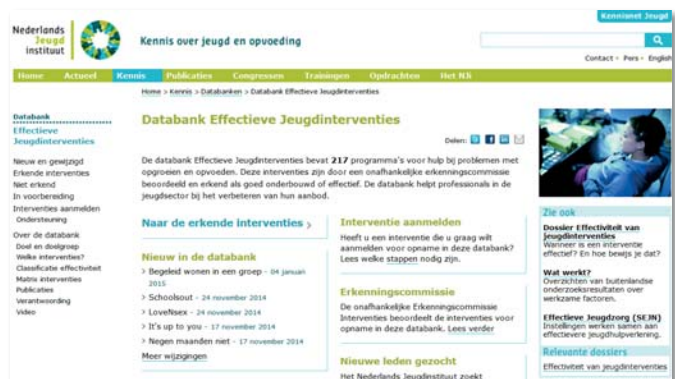 Kennisnet Jeugd
Nederlands
Jeugd
instituut
Kennis over jeugd en opvoeding
Contact • Pers • English
Home Actueel Kennis Publicaties Congressen Trainingen Opdrachten Het NJi
Home > Kennis > Databanken > Databank Effectieve Jeugdinterventies
Databank
Effectieve
Jeugdinterventies
Nieuw en gewijzigd
Erkende interventies
Niet erkend
In voorbereiding
Interventies aanmelden
Ondersteuning
Over de databank
Doel en doelgroep
Welke interventies?
Classificatie effectiviteit
Matrix interventies
Publicaties
Verantwoording
Video
Databank Effectieve Jeugdinterventies
Delen:
De databank Effectieve Jeugdinterventies bevat 217 programma's voor hulp bij problemen met
opgroeien en opvoeden. Deze interventies zijn door een onafhankelijke erkenningscommissie
beoordeeld en erkend als goed onderbouwd of effectief. De databank helpt professionals in de
jeugdsector bij het verbeteren van hun aanbod.
Naar de erkende interventies >
Nieuw in de databank
> Begeleid wonen in een groep - 04 januari
2015
> Schoolsout - 24 november 2014
> LoveNsex - 24 november 2014
> It's up to you - 17 november 2014
> Negen maanden niet - 17 november 2014
Meer wijzigingen
Interventie aanmelden
Heeft u een interventie die u graag wilt
aanmelden voor opname in deze databank?
Lees welke stappen nodig zijn.
Erkenningscommissie
De onafhankelijke Erkenningscommissie
Interventies beoordeelt de interventies voor
opname in deze databank. Lees verder
Nieuwe leden gezocht
Het Nederlands Jeugdinstituut zoekt
Zie ook
Dossier Effectiviteit van
jeugdinterventies
Wanneer is een interventie
effectief? En hoe bewijs je dat?
Wat werkt?
Overzichten van buitenlandse
onderzoeksresultaten over
werkzame factoren.
Effectieve Jeugdzorg (SEJN)
Instellingen werken samen aan
effectievere jeugdhulpverlening.
Relevante dossiers
Effectiviteit van jeugdinterventies